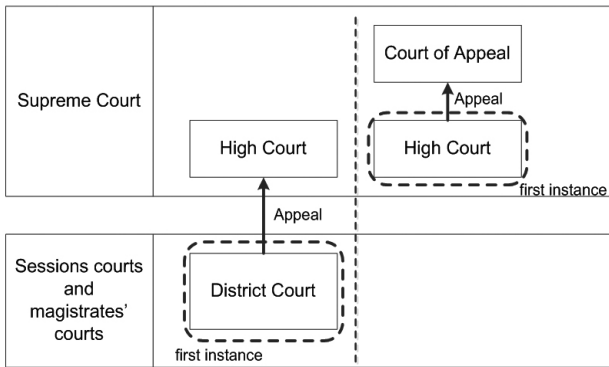 Court of Appeal
Appeal
Supreme Court
High Court
High Court
first instance
Appeal
Sessions courts
and
magistrates’
courts
District Court
first instance